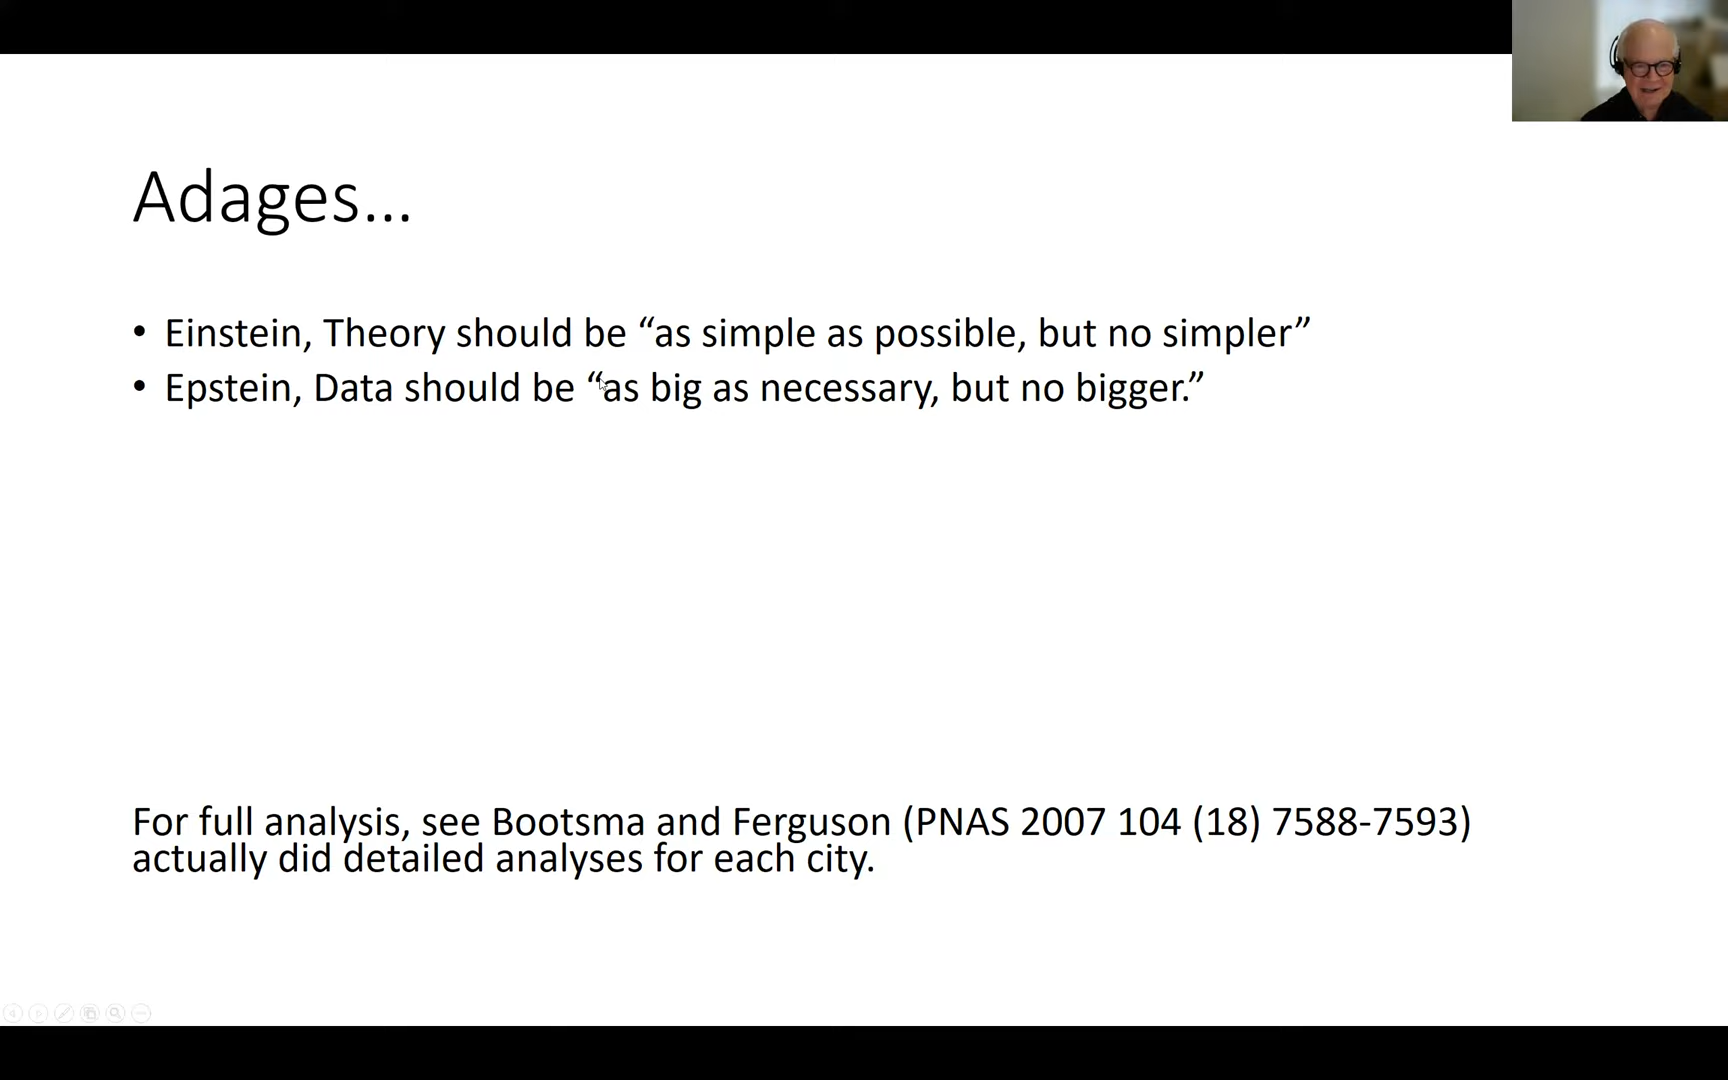 Adages…
• Einstein, Theory should be “as simple as possible, but no simpler”
• Epstein, Data should be “as big as necessary, but no bigger.”
For full analysis, see Bootsma and Ferguson (PNAS 2007 104 (18) 7588-7593)
actually did detailed analyses for each city.